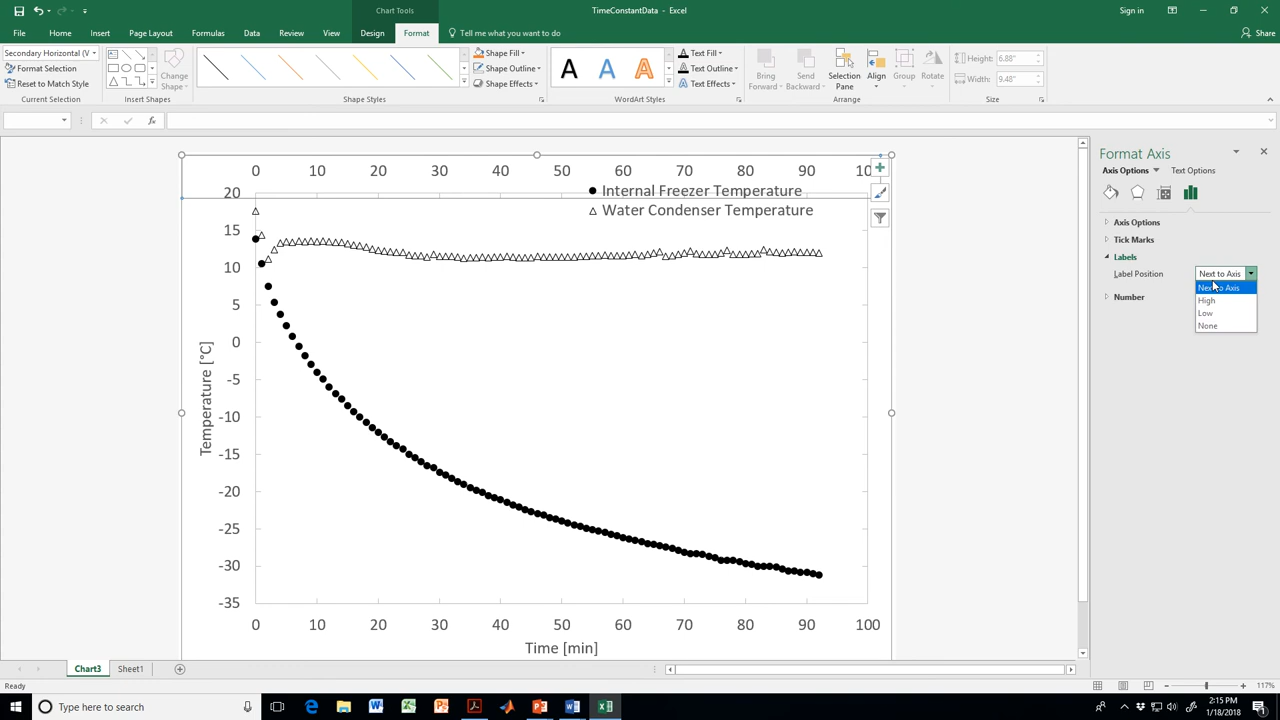 Chart Tools
TimeConstantData - Excel
Sign in
File Home Insert Page Layout Formulas Data Review View Design Format Tell me what you want to do Share
Secondary Horizontal (V
Format Selection
Reset to Match Style
Current Selection
Change
Shape
Insert Shapes
Shape Fill
Shape Outline
Shape Effects
Shape Styles
A A A
Text Fill
Text Outline
Text Effects
WordArt Styles
Bring
Forward
Send
Backward
Selection
Pane
Align
Group
Rotate
Arrange
Height: 6.88"
Width: 9.48"
Size
fx
0 10 20 30 40 50 60 70 80 90 10
Internal Freezer Temperature
Water Condenser Temperature
20
15
10
5
0
-5
-10
-15
-20
-25
-30
-35
Temperature [°C]
0 10 20 30 40 50 60 70 80 90 100
Time [min]
Format Axis
Axis Options Text Options
Axis Options
Tick Marks
Labels
Label Position Next to Axis
Next to Axis
High
Low
None
Number
Chart3 Sheet1
Ready
117%
Type here to search
2:15 PM
1/18/2018